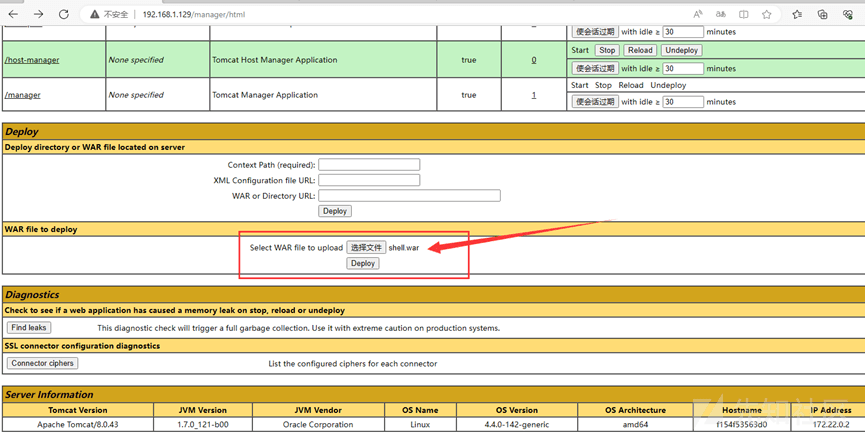 不安全 | 192.168.1.129/manager/html
便会话过期 with idle ≥ 30 minutes
/host-manager None specified Tomcat Host Manager Application true 0 Start Stop Reload Undeploy
便会话过期 with idle ≥ 30 minutes
/manager None specified Tomcat Manager Application true 1 Start Stop Reload Undeploy
便会话过期 with idle ≥ 30 minutes
Deploy
Deploy directory or WAR file located on server
Context Path (required):
XML Configuration file URL:
WAR or Directory URL:
Deploy
WAR file to deploy
Select WAR file to upload 选择文件 shell.war
Deploy
Diagnostics
Check to see if a web application has caused a memory leak on stop, reload or undeploy
Find leaks This diagnostic check will trigger a full garbage collection. Use it with extreme caution on production systems.
SSL connector configuration diagnostics
Connector ciphers List the configured ciphers for each connector
Server Information
Tomcat Version JVM Version JVM Vendor OS Name OS Version OS Architecture Hostname IP Address
Apache Tomcat/8.0.43 1.7.0_121-b00 Oracle Corporation Linux 4.4.0-142-generic amd64 f154f53563d0 172.22.0.2